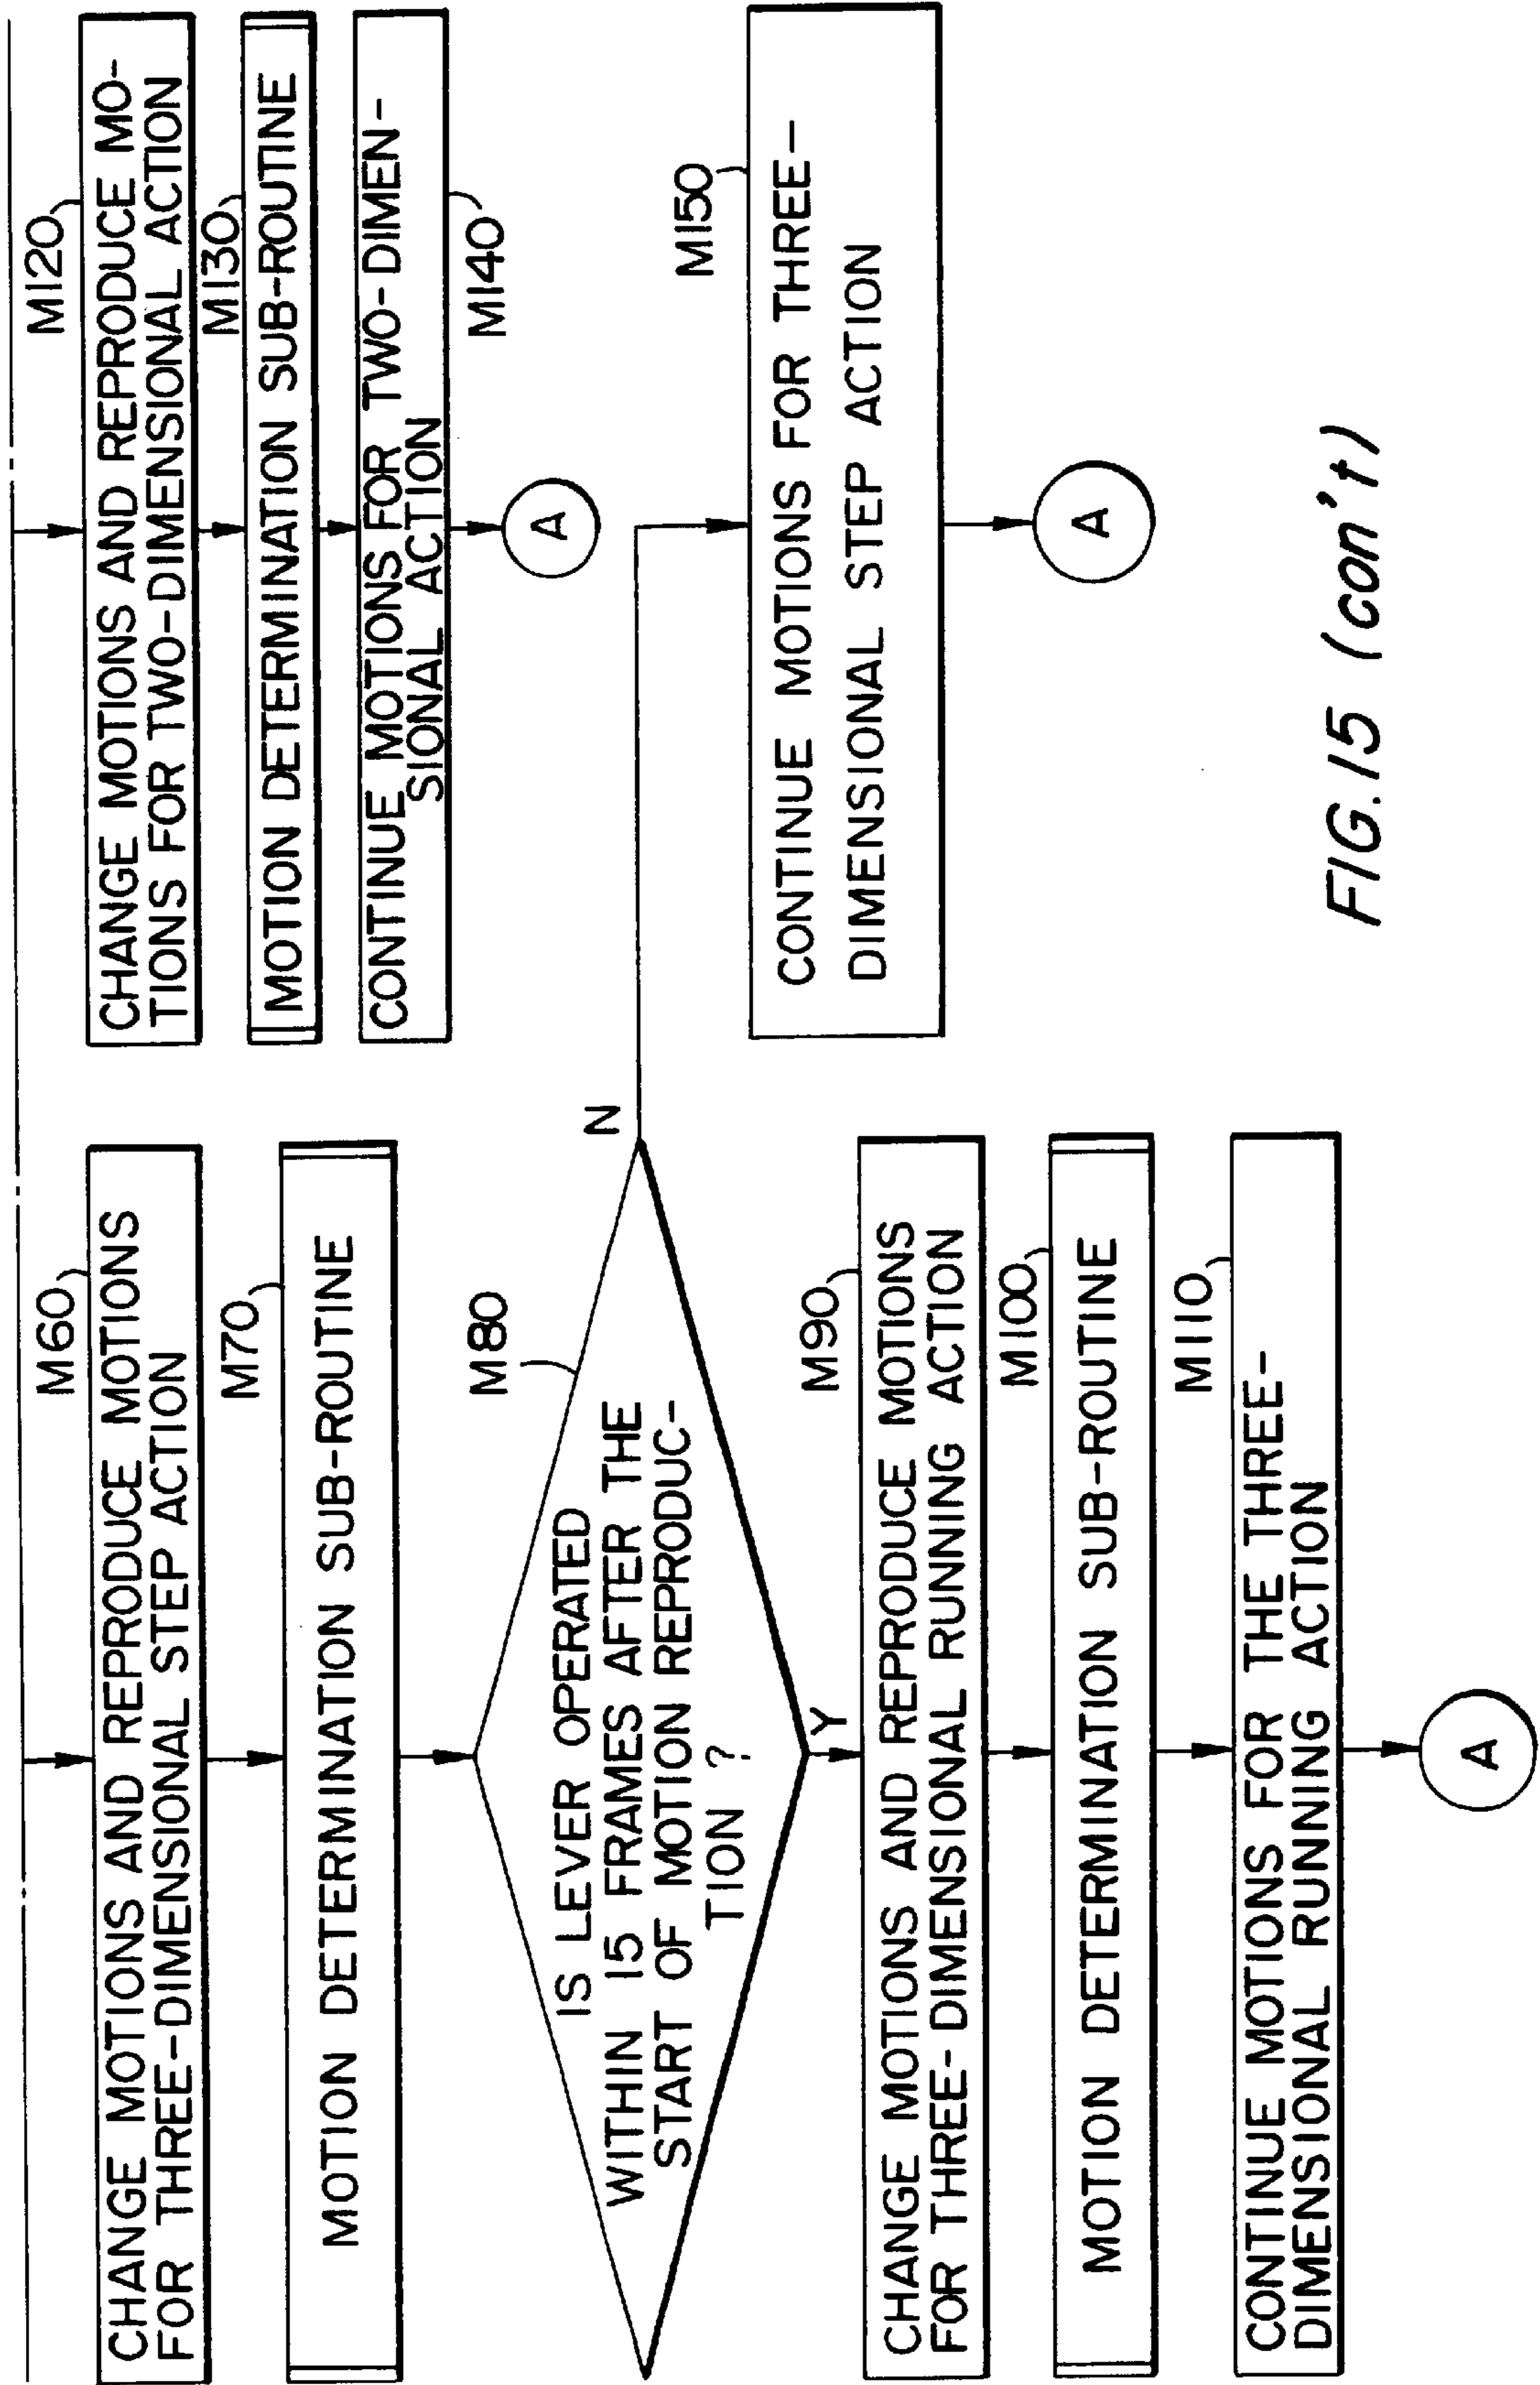 M60
CHANGE MOTIONS AND REPRODUCE MOTIONS
FOR THREE-DIMENSIONAL STEP ACTION
M70
MOTION DETERMINATION SUB-ROUTINE
M80
IS LEVER OPERATED
WITHIN 15 FRAMES AFTER THE
START OF MOTION REPRODUC-
TION ?
N
Y
M90
CHANGE MOTIONS AND REPRODUCE MOTIONS
FOR THREE-DIMENSIONAL RUNNING ACTION
M100
MOTION DETERMINATION SUB-ROUTINE
M110
CONTINUE MOTIONS FOR THE THREE-
DIMENSIONAL RUNNING ACTION
A
M120
CHANGE MOTIONS AND REPRODUCE MO-
TIONS FOR TWO-DIMENSIONAL ACTION
M130
MOTION DETERMINATION SUB-ROUTINE
CONTINUE MOTIONS FOR TWO-DIMEN-
SIONAL ACTION
M140
A
M150
CONTINUE MOTIONS FOR THREE-
DIMENSIONAL STEP ACTION
A
FIG.15 (con't)